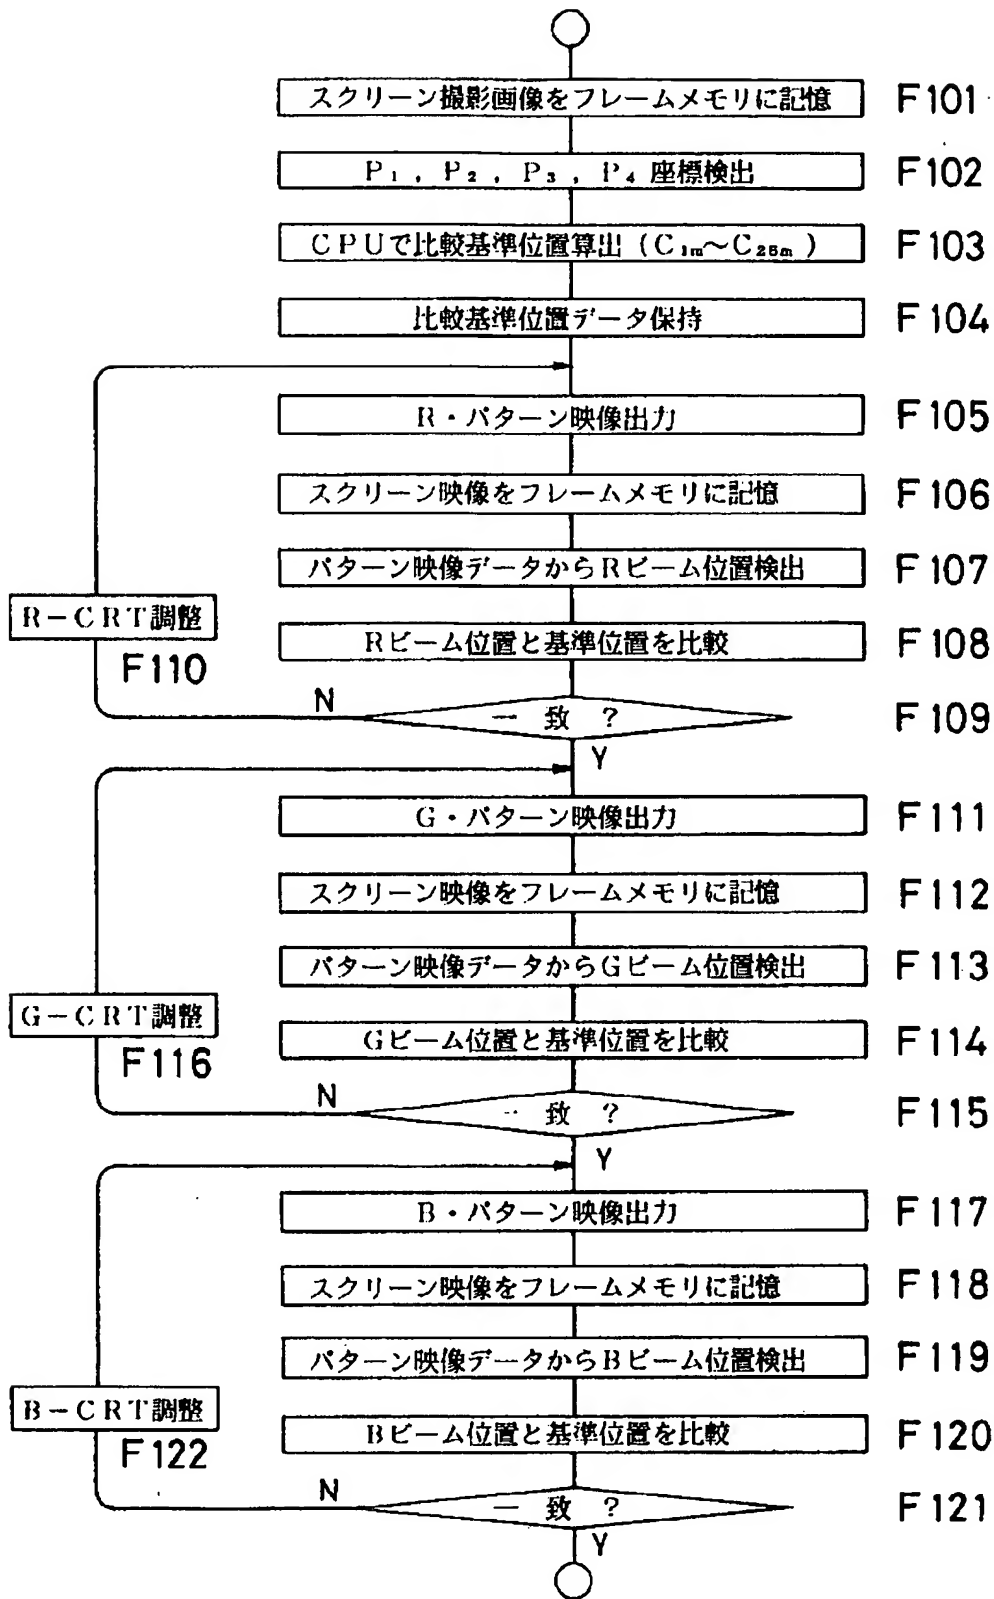 スクリーン撮影画像をフレームメモリに記憶 F101
P₁ , P₂ , P₃ , P₄ 座標検出 F102
CPUで比較基準位置算出 (C₁ₘ~C₂₅ₘ) F103
比較基準位置データ保持 F104
R・パターン映像出力 F105
スクリーン映像をフレームメモリに記憶 F106
パターン映像データからRビーム位置検出 F107
R-CRT調整
F110
Rビーム位置と基準位置を比較 F108
N
一致? F109
Y
G・パターン映像出力 F111
スクリーン映像をフレームメモリに記憶 F112
パターン映像データからGビーム位置検出 F113
G-CRT調整
F116
Gビーム位置と基準位置を比較 F114
N
一致? F115
Y
B・パターン映像出力 F117
スクリーン映像をフレームメモリに記憶 F118
パターン映像データからBビーム位置検出 F119
B-CRT調整
F122
Bビーム位置と基準位置を比較 F120
N
一致? F121
Y